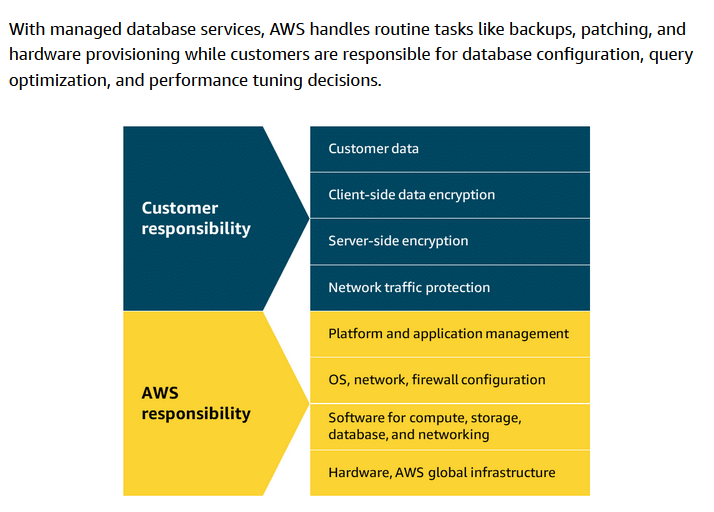 With managed database services, AWS handles routine tasks like backups, patching, and
hardware provisioning while customers are responsible for database configuration, query
optimization, and performance tuning decisions.
Customer
responsibility
Customer data
Client-side data encryption
Server-side encryption
Network traffic protection
AWS
responsibility
Platform and application management
OS, network, firewall configuration
Software for compute, storage,
database, and networking
Hardware, AWS global infrastructure